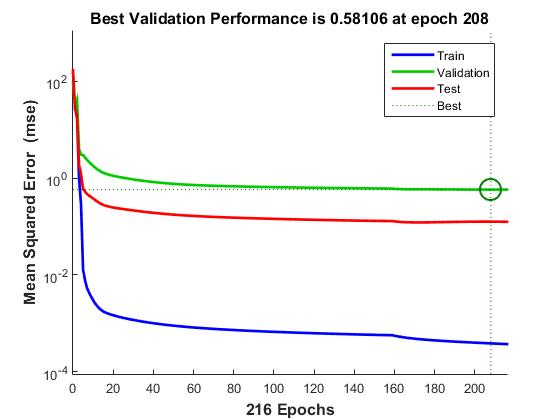 Best Validation Performance is 0.58106 at epoch 208
Train
Validation
Test
Best
Mean Squared Error (mse)
10^2
10^0
10^-2
10^-4
0 20 40 60 80 100 120 140 160 180 200
216 Epochs